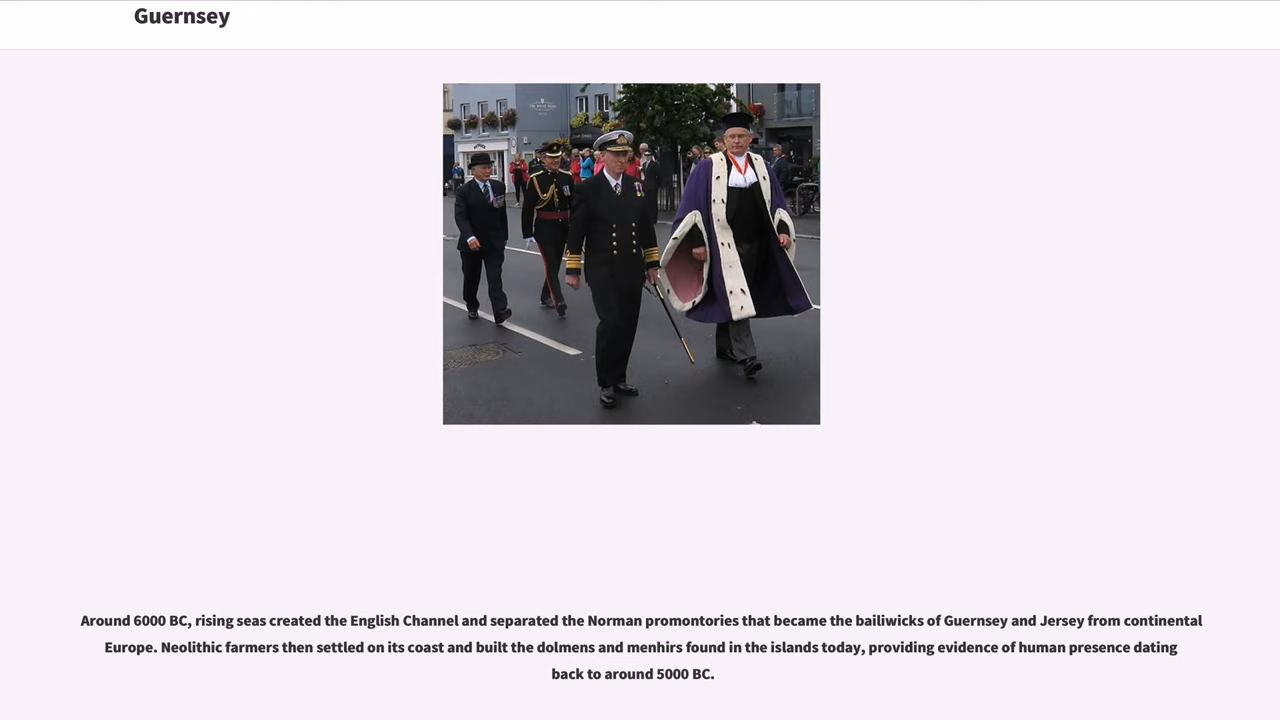 Guernsey
Around 6000 BC, rising seas created the English Channel and separated the Norman promontories that became the bailiwicks of Guernsey and Jersey from continental
Europe. Neolithic farmers then settled on its coast and built the dolmens and menhirs found in the islands today, providing evidence of human presence dating
back to around 5000 BC.